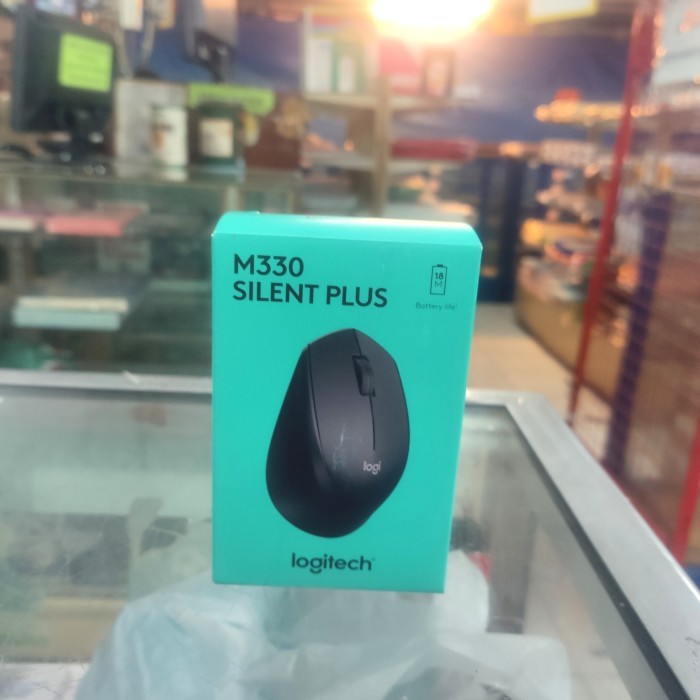 M330
SILENT PLUS
18
M
Battery life
logi
logitech